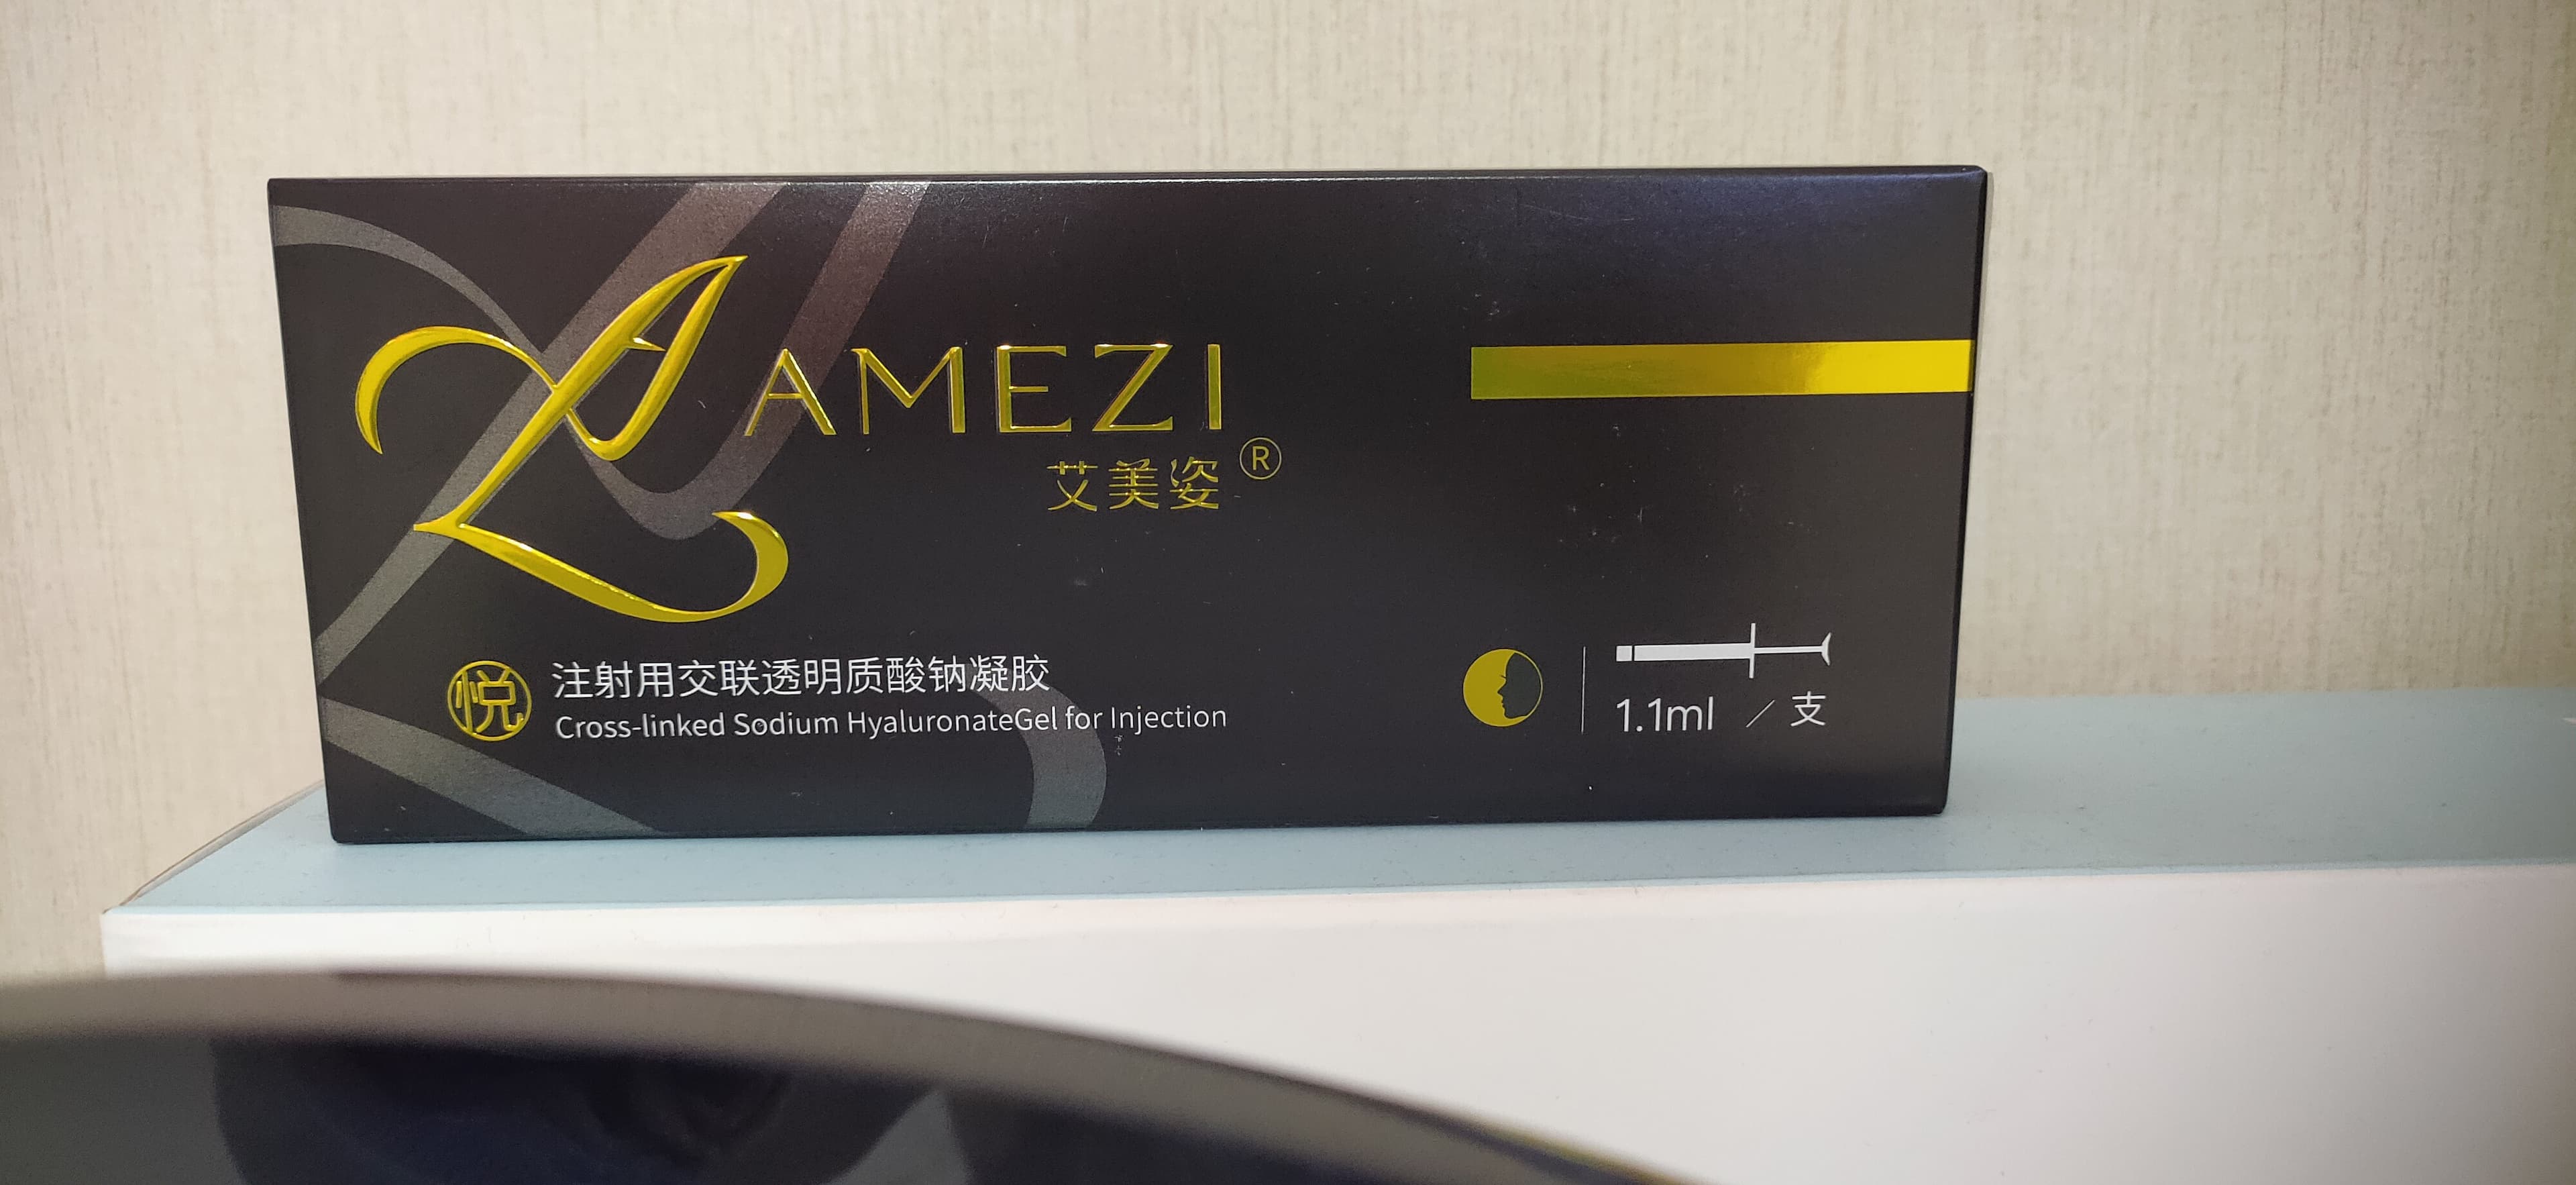 AMEZI
艾美姿®
悦
注射用交联透明质酸钠凝胶
Cross-linked Sodium HyaluronateGel for Injection
1.1ml / 支